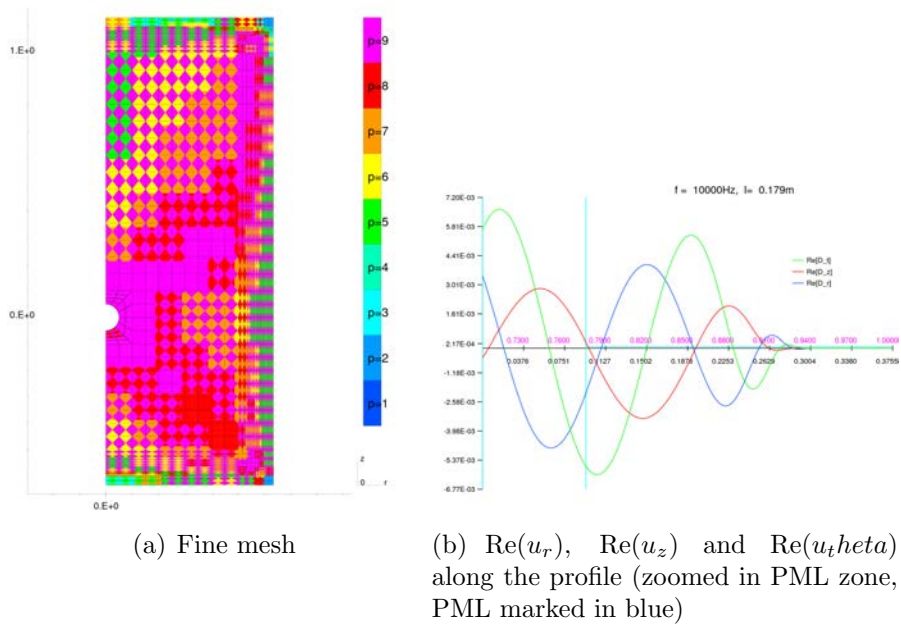 1.E+0
0.E+0
0.E+0
p=9
p=8
p=7
p=6
p=5
p=4
p=3
p=2
p=1
z
0 r
(a) Fine mesh
f = 10000Hz, l= 0.179m
7.20E-03
5.81E-03
4.41E-03
3.01E-03
1.61E-03
2.17E-04
-1.18E-03
-2.58E-03
-3.98E-03
-5.37E-03
-6.77E-03
Re[D_t]
Re[D_z]
Re[D_r]
0.7300 0.7600 0.7900 0.8200 0.8500 0.8800 0.9100 0.9400 0.9700 1.0000
0.0376 0.0751 0.1127 0.1502 0.1878 0.2253 0.2629 0.3004 0.3380 0.3755
(b) Re(u_r), Re(u_z) and Re(u_theta)
along the profile (zoomed in PML zone,
PML marked in blue)